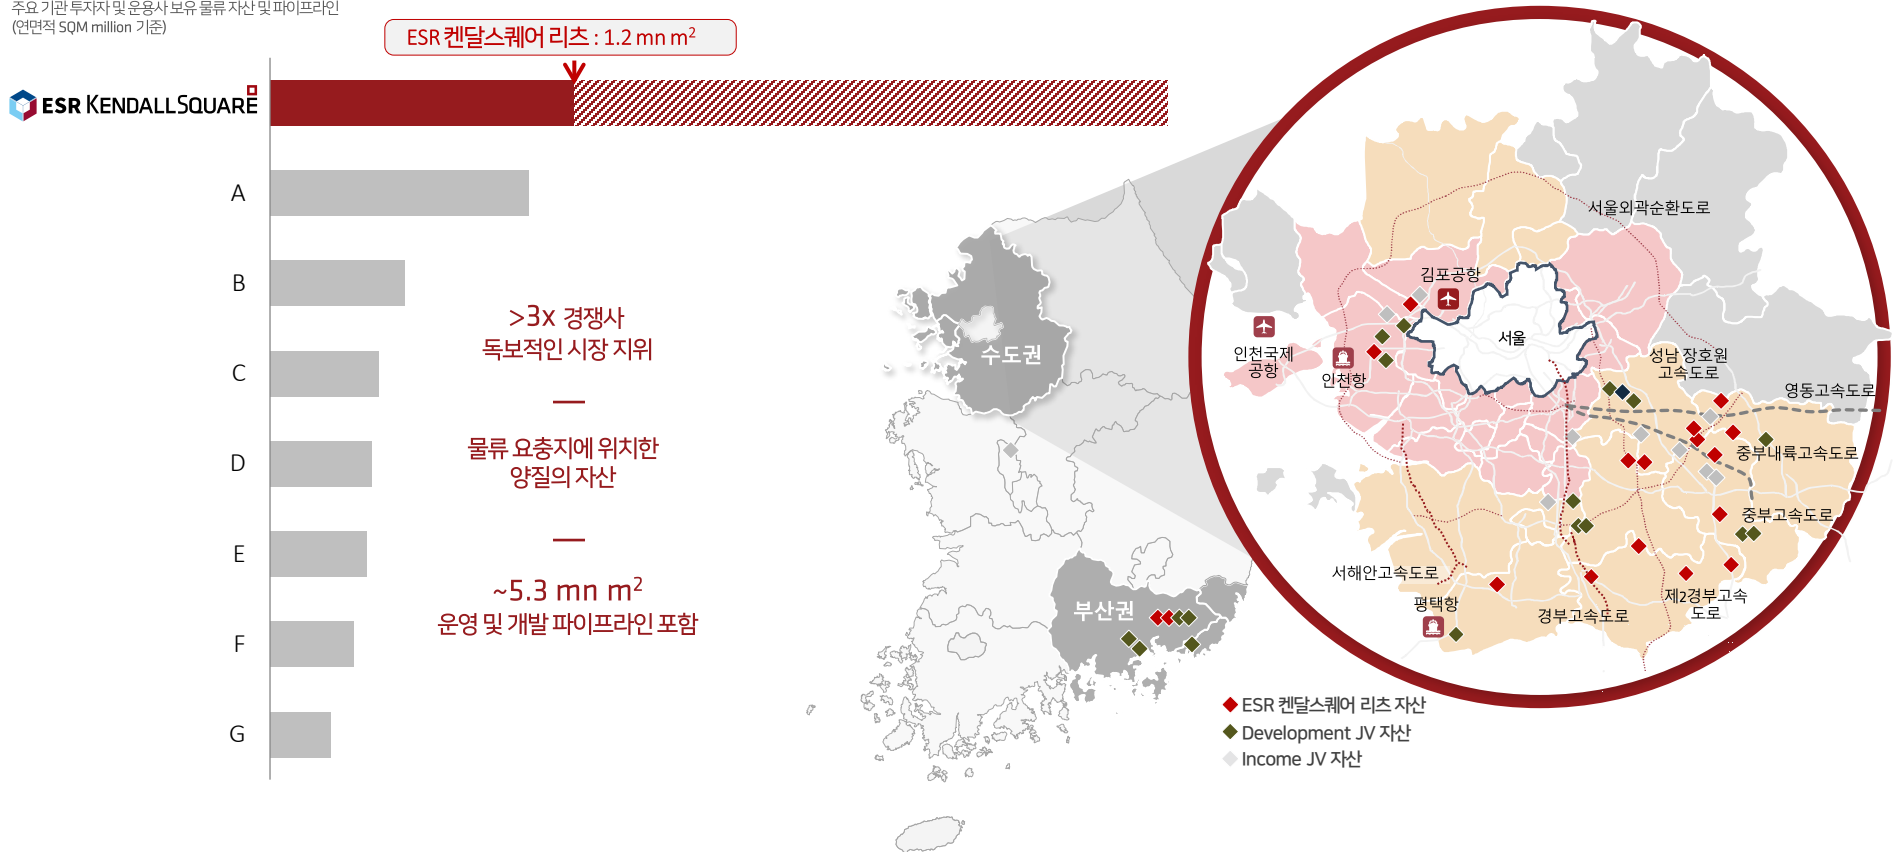 주요 기관 투자자 및 운용사 보유 물류 자산 및 파이프라인
(연면적 SQM million 기준)
ESR 켄달스퀘어 리츠 : 1.2 mn m²
ESR KENDALLSQUARE
A
B
C
D
E
F
G
>3x 경쟁사
독보적인 시장 지위
물류 요충지에 위치한
양질의 자산
~5.3 mn m²
운영 및 개발 파이프라인 포함
수도권
부산권
서울외곽순환도로
김포공항
인천국제
공항
인천항
서울
성남 장호원
고속도로
영동고속도로
중부내륙고속도로
중부고속도로
서해안고속도로
평택항
경부고속도로
제2경부고속
도로
ESR 켄달스퀘어 리츠 자산
Development JV 자산
Income JV 자산